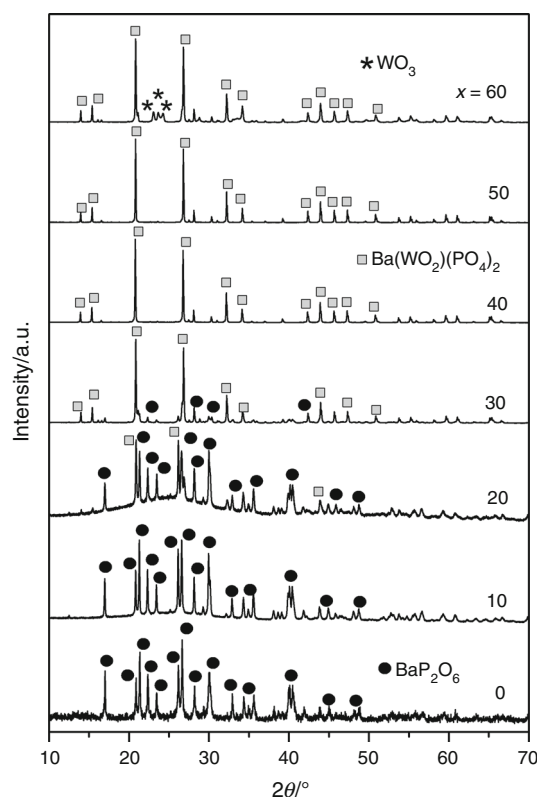 * WO₃
x = 60
50
Ba(WO₂)(PO₄)₂
40
30
20
10
BaP₂O₆
0
Intensity/a.u.
10 20 30 40 50 60 70
2θ/°